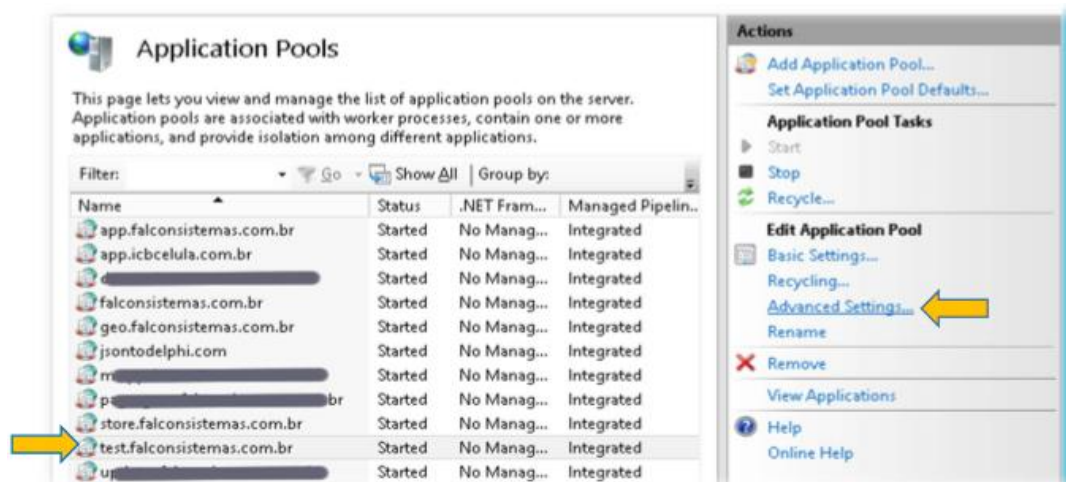 Application Pools
This page lets you view and manage the list of application pools on the server.
Application pools are associated with worker processes, contain one or more
applications, and provide isolation among different applications.
Filter: Go Show All Group by:
Name Status .NET Fram... Managed Pipelin..
app.falconsistemas.com.br Started No Manag... Integrated
app.icbcelula.com.br Started No Manag... Integrated
Started No Manag... Integrated
falconsistemas.com.br Started No Manag... Integrated
geo.falconsistemas.com.br Started No Manag... Integrated
jsontodelphi.com Started No Manag... Integrated
Started No Manag... Integrated
br Started No Manag... Integrated
store.falconsistemas.com.br Started No Manag... Integrated
test.falconsistemas.com.br Started No Manag... Integrated
Started No Manag... Integrated
Actions
Add Application Pool...
Set Application Pool Defaults...
Application Pool Tasks
Start
Stop
Recycle...
Edit Application Pool
Basic Settings...
Recycling...
Advanced Settings...
Rename
Remove
View Applications
Help
Online Help